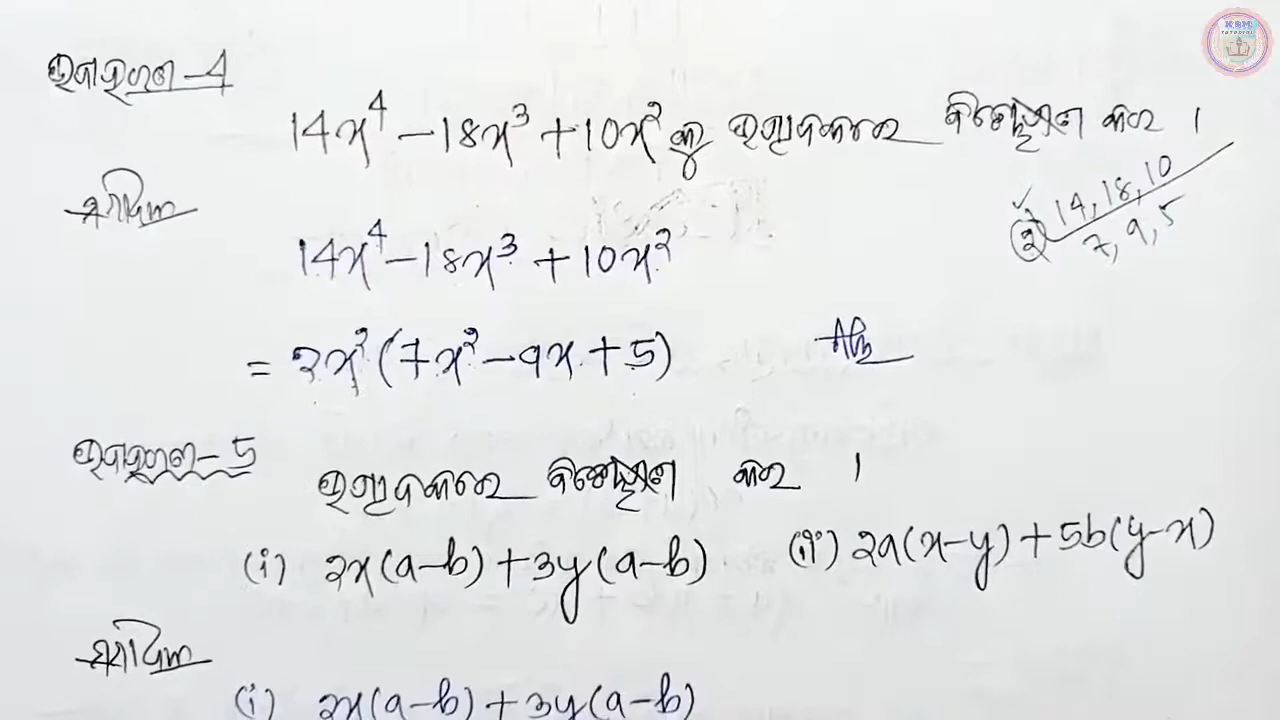 KBM
TUTORIAL
ଉଦାହରଣ-4
14x⁴ - 18x³ + 10x² କୁ ଉତ୍ପାଦକରେ ବିଶ୍ଳେଷଣ କର ।
2 14, 18, 10
7, 9, 5
ସମାଧାନ
14x⁴ - 18x³ + 10x²
= 2x² (7x² - 9x + 5) Ans
ଉଦାହରଣ-5
ଉତ୍ପାଦକରେ ବିଶ୍ଳେଷଣ କର ।
(i) 2x(a-b) + 3y(a-b) (ii) 2a(x-y) + 5b(y-x)
ସମାଧାନ
(i) 2x(a-b) + 3y(a-b)